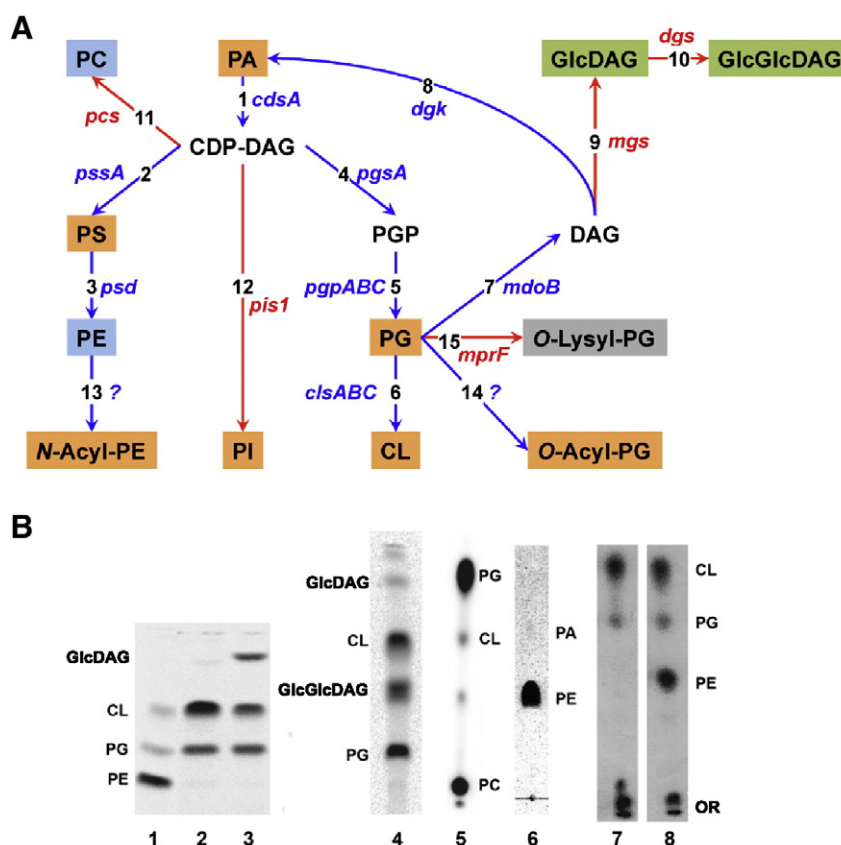 A
PC
PA
GlcDAG
dgs
10
GlcGlcDAG
1 cdsA
8
dgk
pcs
11
9 mgs
CDP-DAG
pssA
2
4 pgsA
PS
PGP
DAG
3 psd
12
pis1
pgpABC 5
7 mdoB
PE
PG
15
mprF
O-Lysyl-PG
13 ?
clsABC 6
14 ?
N-Acyl-PE
PI
CL
O-Acyl-PG
B
GlcDAG
CL
PG
PE
1 2 3
GlcDAG
CL
GlcGlcDAG
PG
4
PG
CL
PC
5
PA
PE
6
CL
PG
PE
OR
7 8